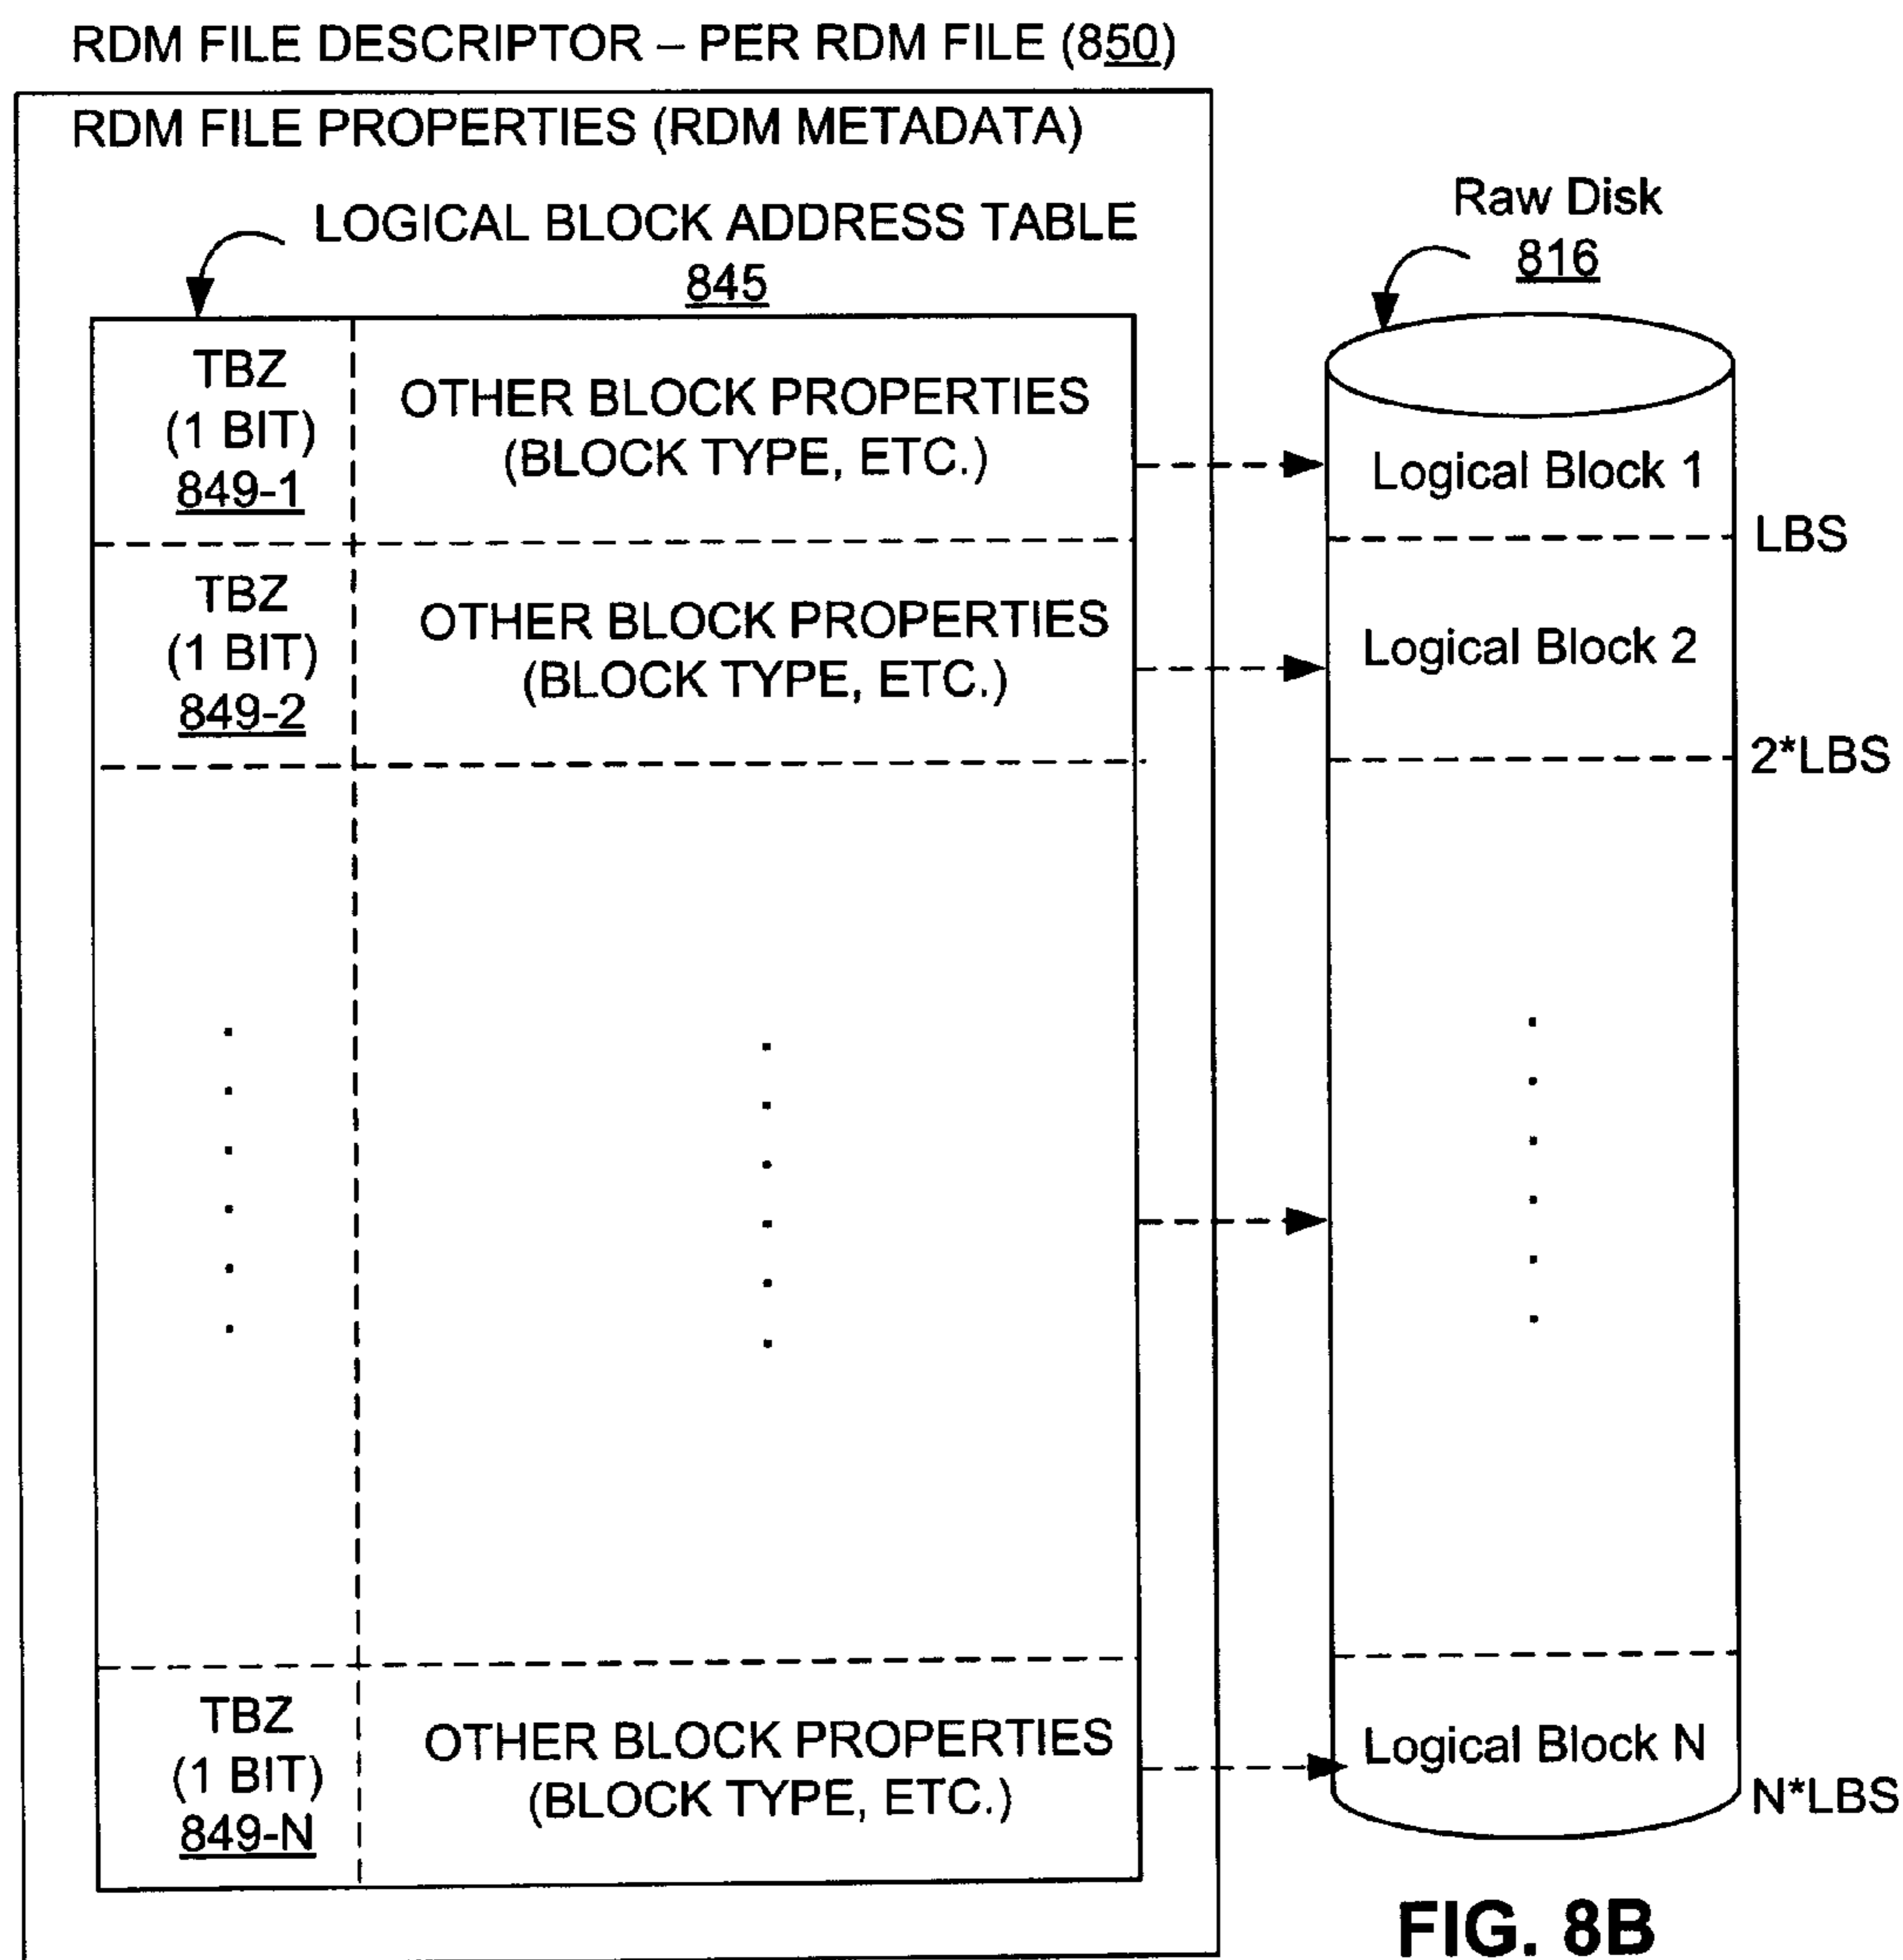 RDM FILE DESCRIPTOR – PER RDM FILE (850)
RDM FILE PROPERTIES (RDM METADATA)
LOGICAL BLOCK ADDRESS TABLE
845
Raw Disk
816
TBZ
(1 BIT)
849-1
OTHER BLOCK PROPERTIES
(BLOCK TYPE, ETC.)
Logical Block 1
LBS
TBZ
(1 BIT)
849-2
OTHER BLOCK PROPERTIES
(BLOCK TYPE, ETC.)
Logical Block 2
2*LBS
TBZ
(1 BIT)
849-N
OTHER BLOCK PROPERTIES
(BLOCK TYPE, ETC.)
Logical Block N
N*LBS
FIG. 8B